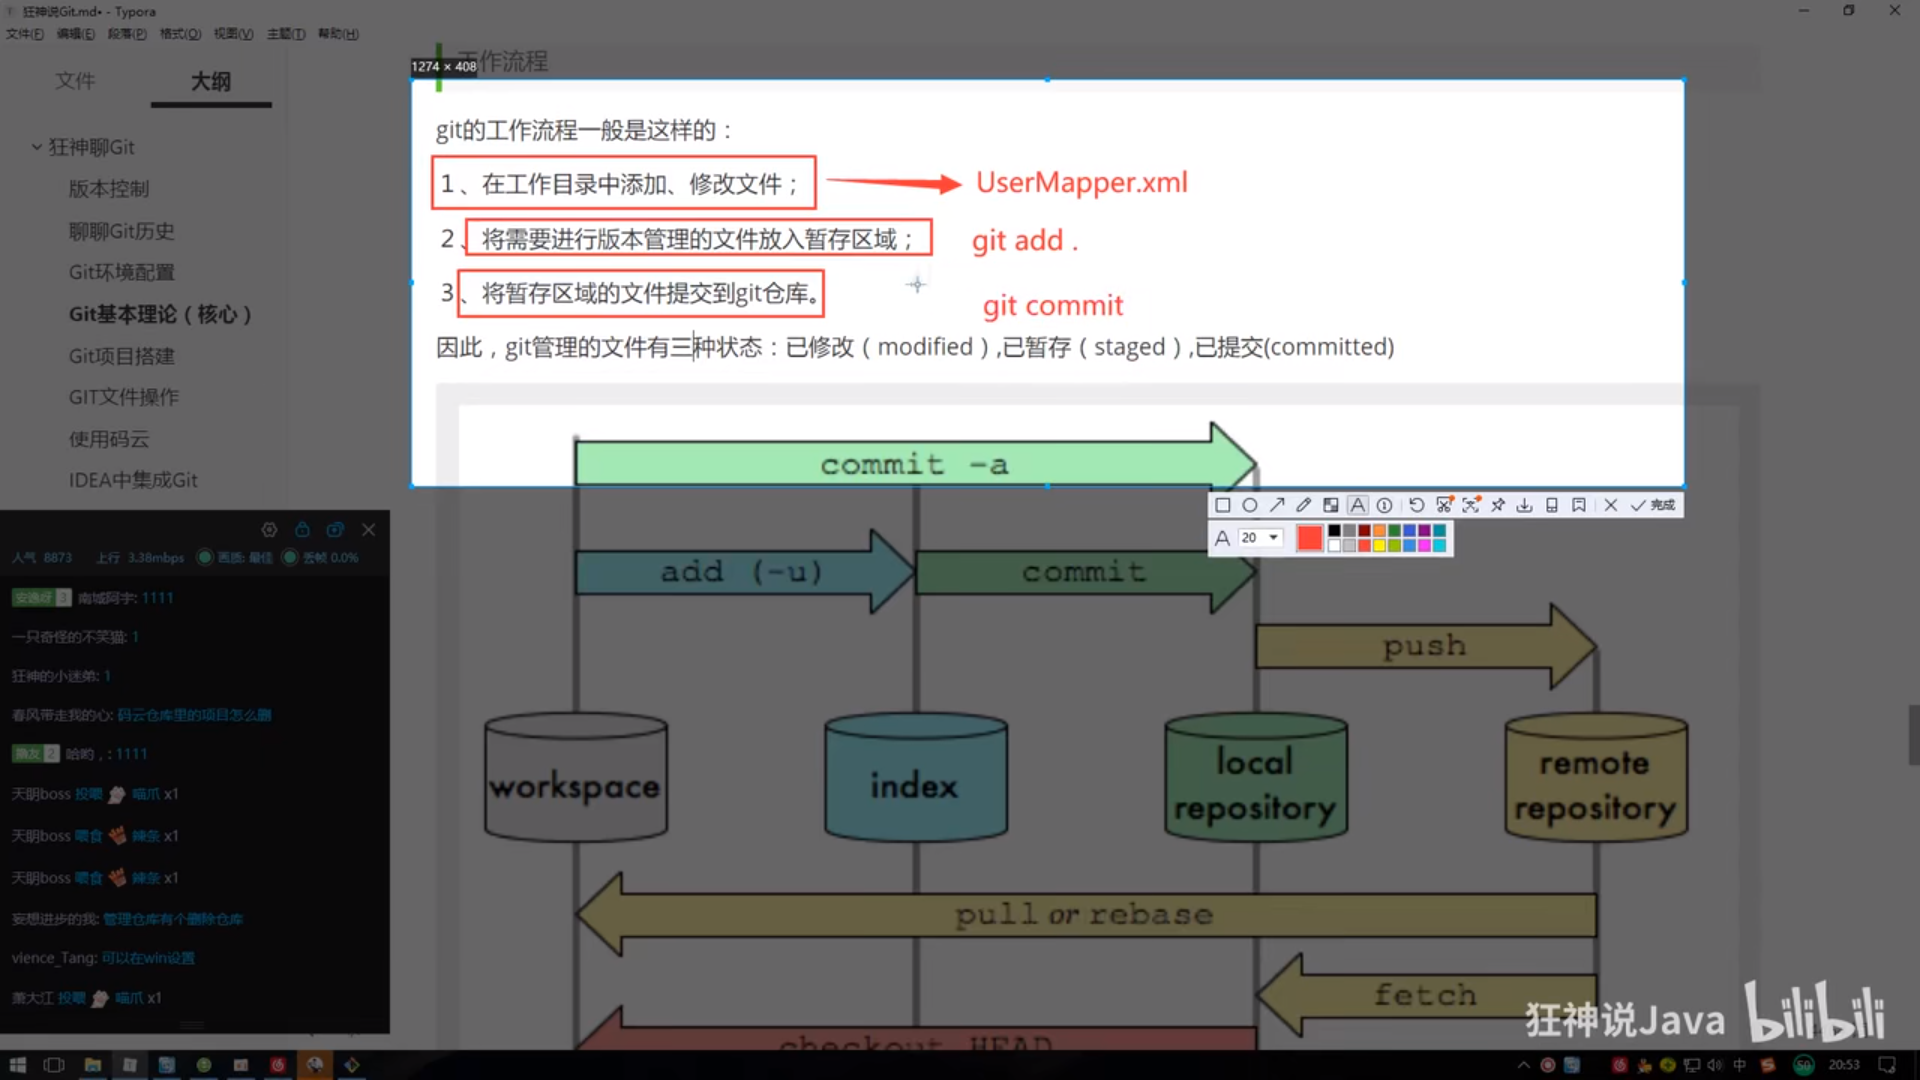 狂神说Git.md• - Typora
文件(F) 编辑(E) 段落(P) 格式(O) 视图(V) 主题(T) 帮助(H)
文件 大纲
狂神聊Git
版本控制
聊聊Git历史
Git环境配置
Git基本理论（核心）
Git项目搭建
GIT文件操作
使用码云
IDEA中集成Git
工作流程
1274 × 408
git的工作流程一般是这样的：
1、在工作目录中添加、修改文件； UserMapper.xml
2、将需要进行版本管理的文件放入暂存区域； git add .
3、将暂存区域的文件提交到git仓库。 git commit
因此，git管理的文件有三种状态：已修改（modified）,已暂存（staged）,已提交(committed)
commit -a
完成
A 20
add (-u) commit
push
workspace index local repository remote repository
pull or rebase
fetch
checkout HEAD
人气 8873 上行 3.38mbps 画质: 最佳 丢帧 0.0%
3 南城阿宇: 1111
一只奇怪的不笑猫: 1
狂神的小迷弟: 1
春风带走我的心: 码云仓库里的项目怎么删
2 哈哟，: 1111
天阴boss 投喂 喵爪 x1
天阴boss 喂食 辣条 x1
天阴boss 喂食 辣条 x1
妄想进步的我: 管理仓库有个删除仓库
vlence_Tang: 可以在win设置
萧大江 投喂 喵爪 x1
狂神说Java bilibili
中 50 20:53